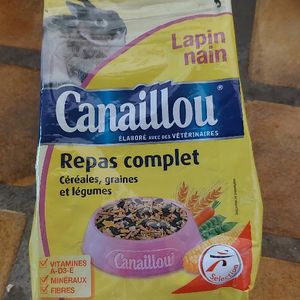 Lapin
nain
Canaillou
ÉLABORÉ AVEC DES VÉTÉRINAIRES
Repas complet
Céréales, graines
et légumes
Canaillou
VITAMINES
A-D3-E
MINÉRAUX
FIBRES
Sélection